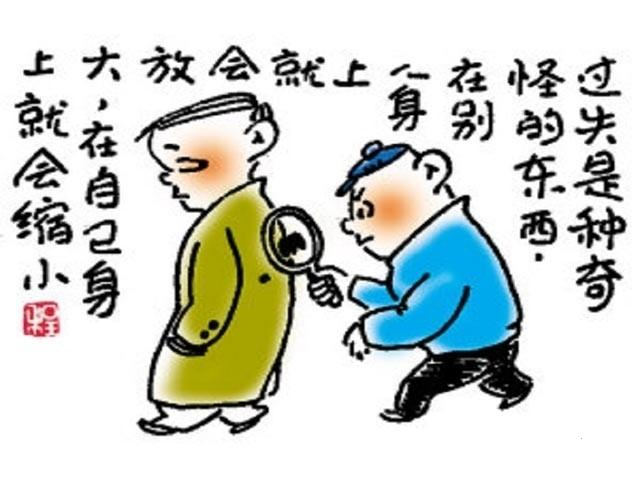 过失是种奇
怪的东西.
在别
人身
上就会放
大,在自己身
上就会缩小
程